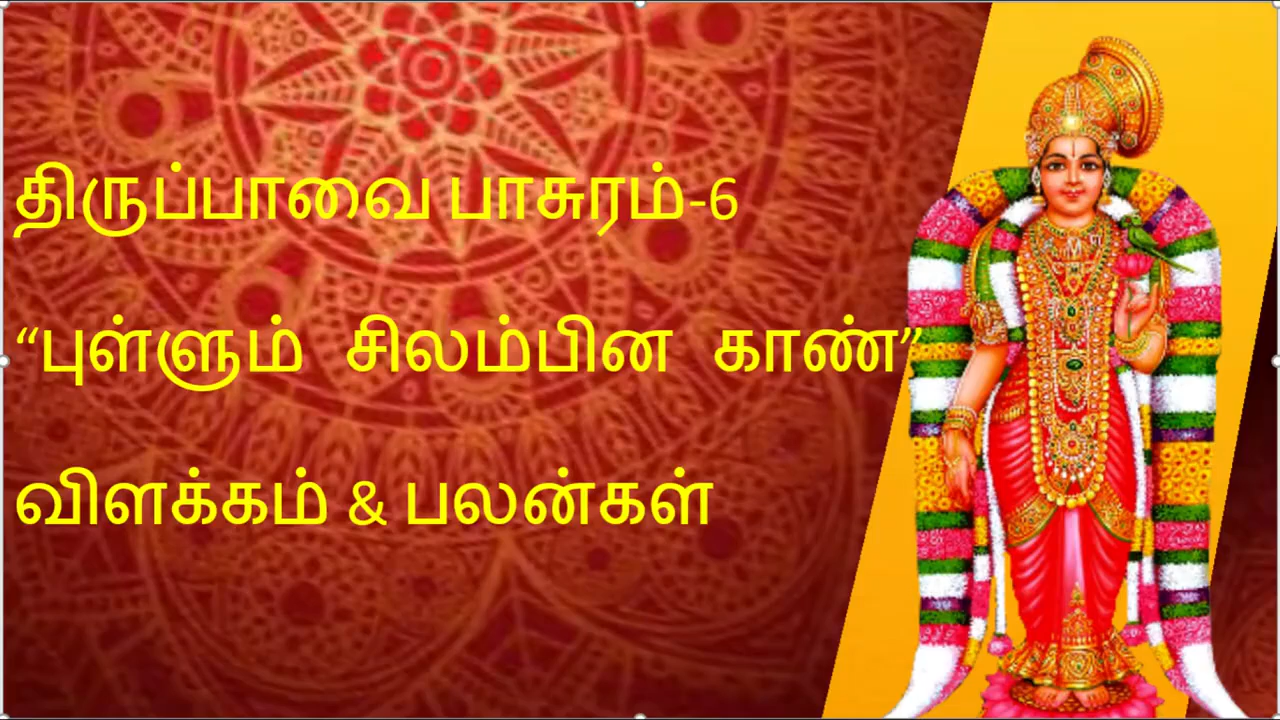 திருப்பாவை பாசுரம்-6
“புள்ளும் சிலம்பின காண்”
விளக்கம் & பலன்கள்